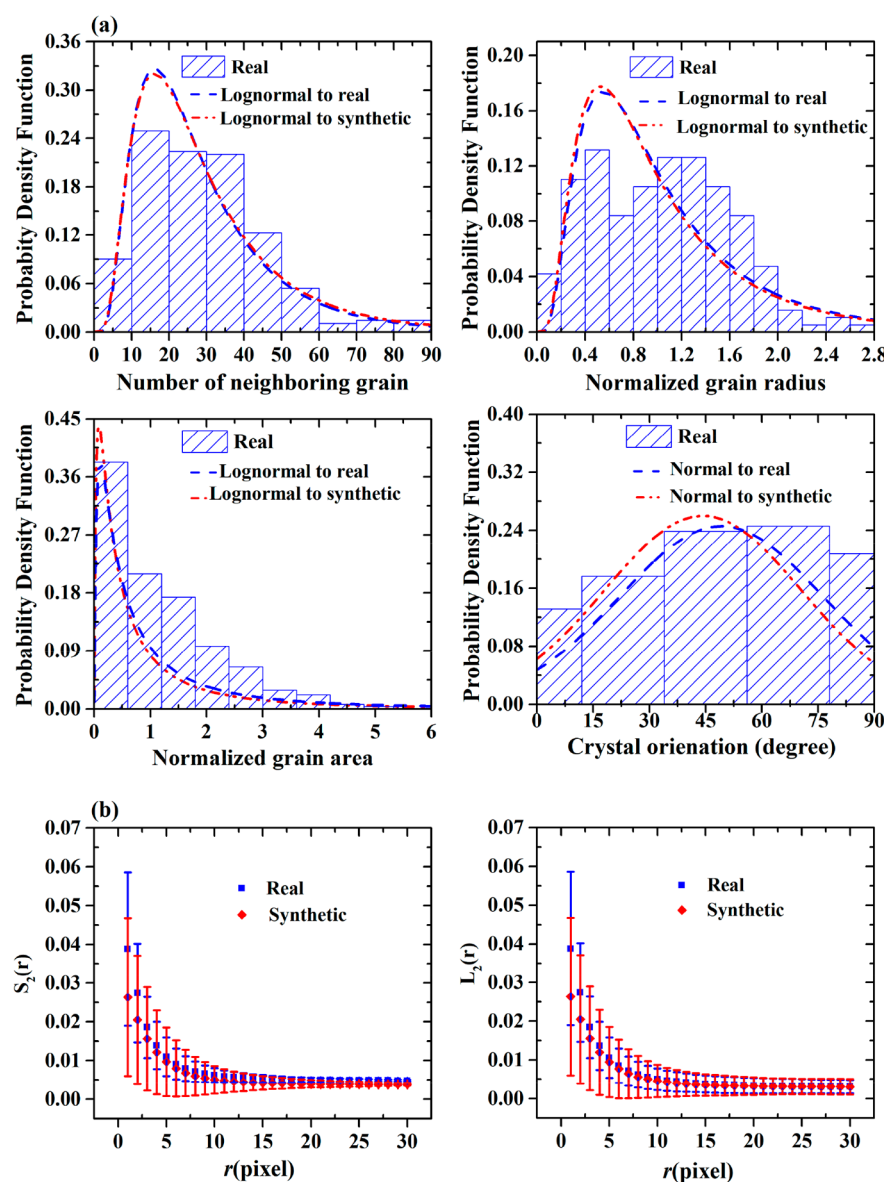 (a)
Probabity Density Function
0.36
0.30
0.24
0.18
0.12
0.06
0.00
Real
Lognormal to real
Lognormal to synthetic
0 10 20 30 40 50 60 70 80 90
Number of neighboring grain
Probability Density Function
0.20
0.16
0.12
0.08
0.04
0.00
Real
Lognormal to real
Lognormal to synthetic
0.0 0.4 0.8 1.2 1.6 2.0 2.4 2.8
Normalized grain radius
Probability Density Function
0.45
0.36
0.27
0.18
0.09
0.00
Real
Lognormal to real
Lognormal to synthetic
0 1 2 3 4 5 6
Normalized grain area
Probability Density Function
0.40
0.32
0.24
0.16
0.08
0.00
Real
Normal to real
Normal to synthetic
0 15 30 45 60 75 90
Crystal orienation (degree)
(b)
S2(r)
0.07
0.06
0.05
0.04
0.03
0.02
0.01
0.00
Real
Synthetic
0 5 10 15 20 25 30
r(pixel)
L2(r)
0.07
0.06
0.05
0.04
0.03
0.02
0.01
0.00
Real
Synthetic
0 5 10 15 20 25 30
r(pixel)